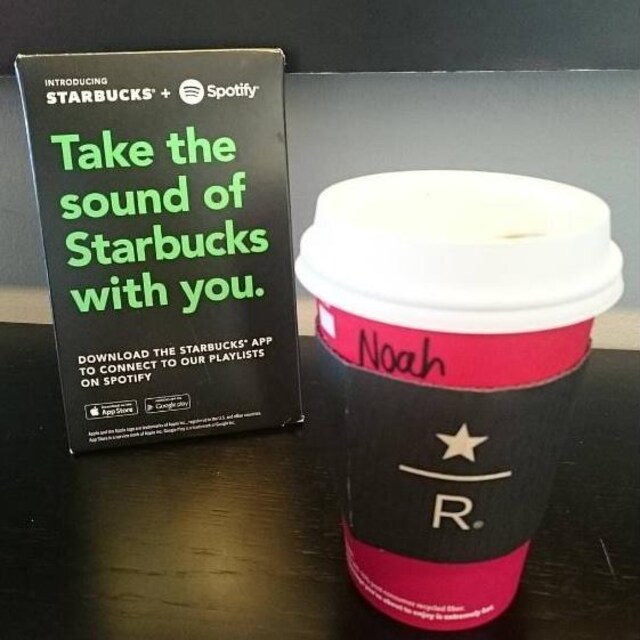 INTRODUCING
STARBUCKS® + Spotify®
Take the
sound of
Starbucks
with you.
DOWNLOAD THE STARBUCKS® APP
TO CONNECT TO OUR PLAYLISTS
ON SPOTIFY
App Store
Google play
Noah
R®